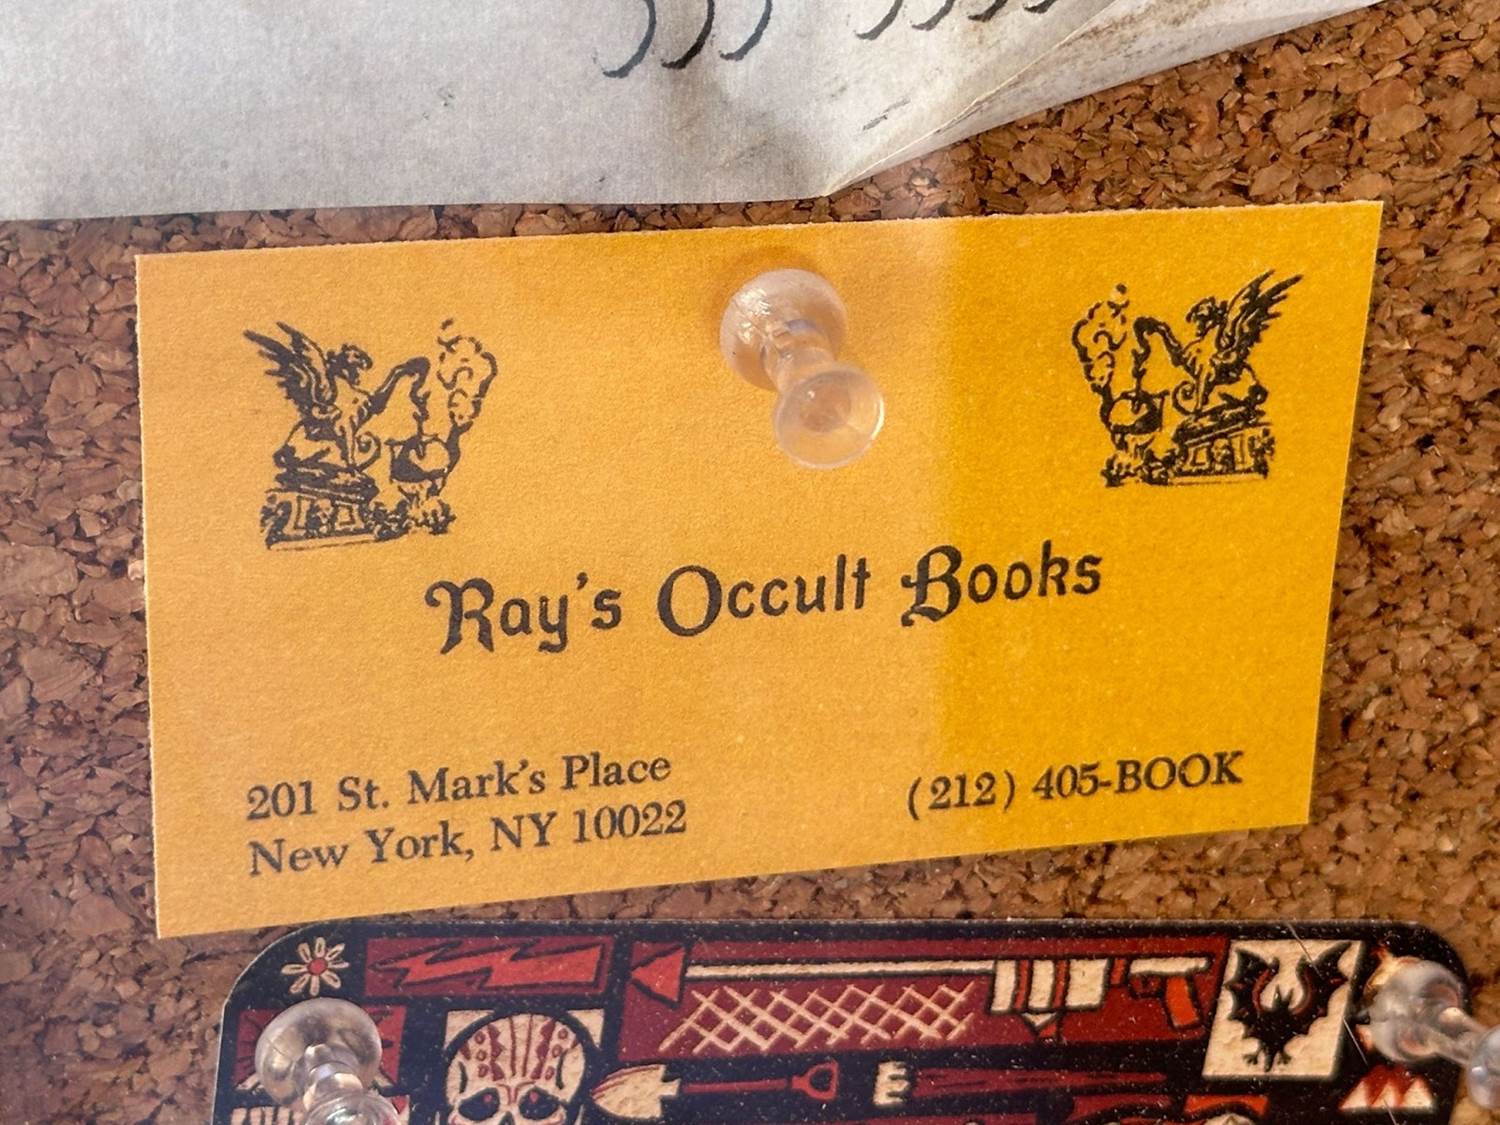 Ray's Occult Books
201 St. Mark's Place
New York, NY 10022
(212) 405-BOOK